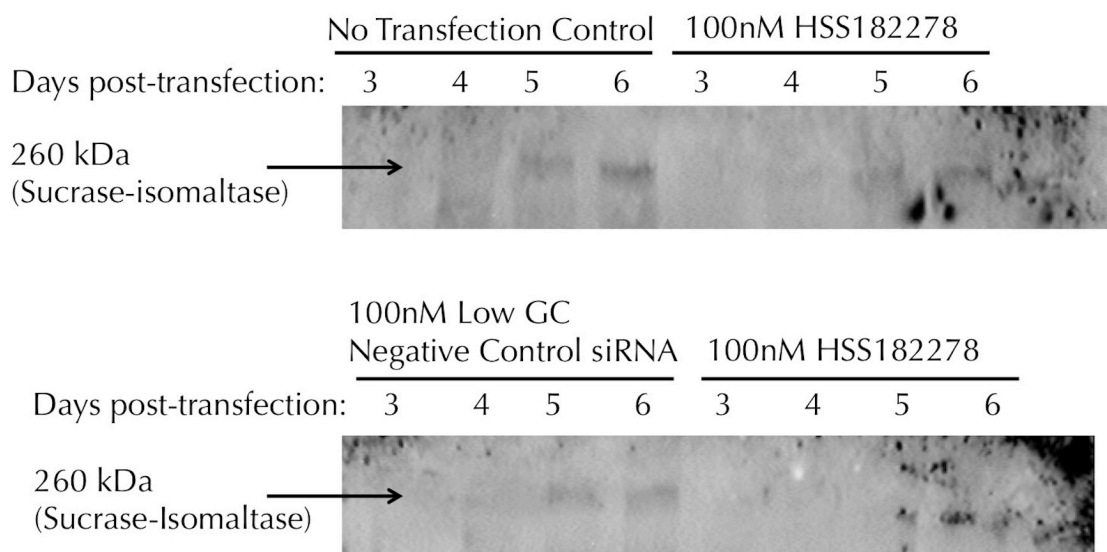 No Transfection Control 100nM HSS182278
Days post-transfection: 3 4 5 6 3 4 5 6
260 kDa
(Sucrase-isomaltase)
100nM Low GC
Negative Control siRNA 100nM HSS182278
Days post-transfection: 3 4 5 6 3 4 5 6
260 kDa
(Sucrase-Isomaltase)